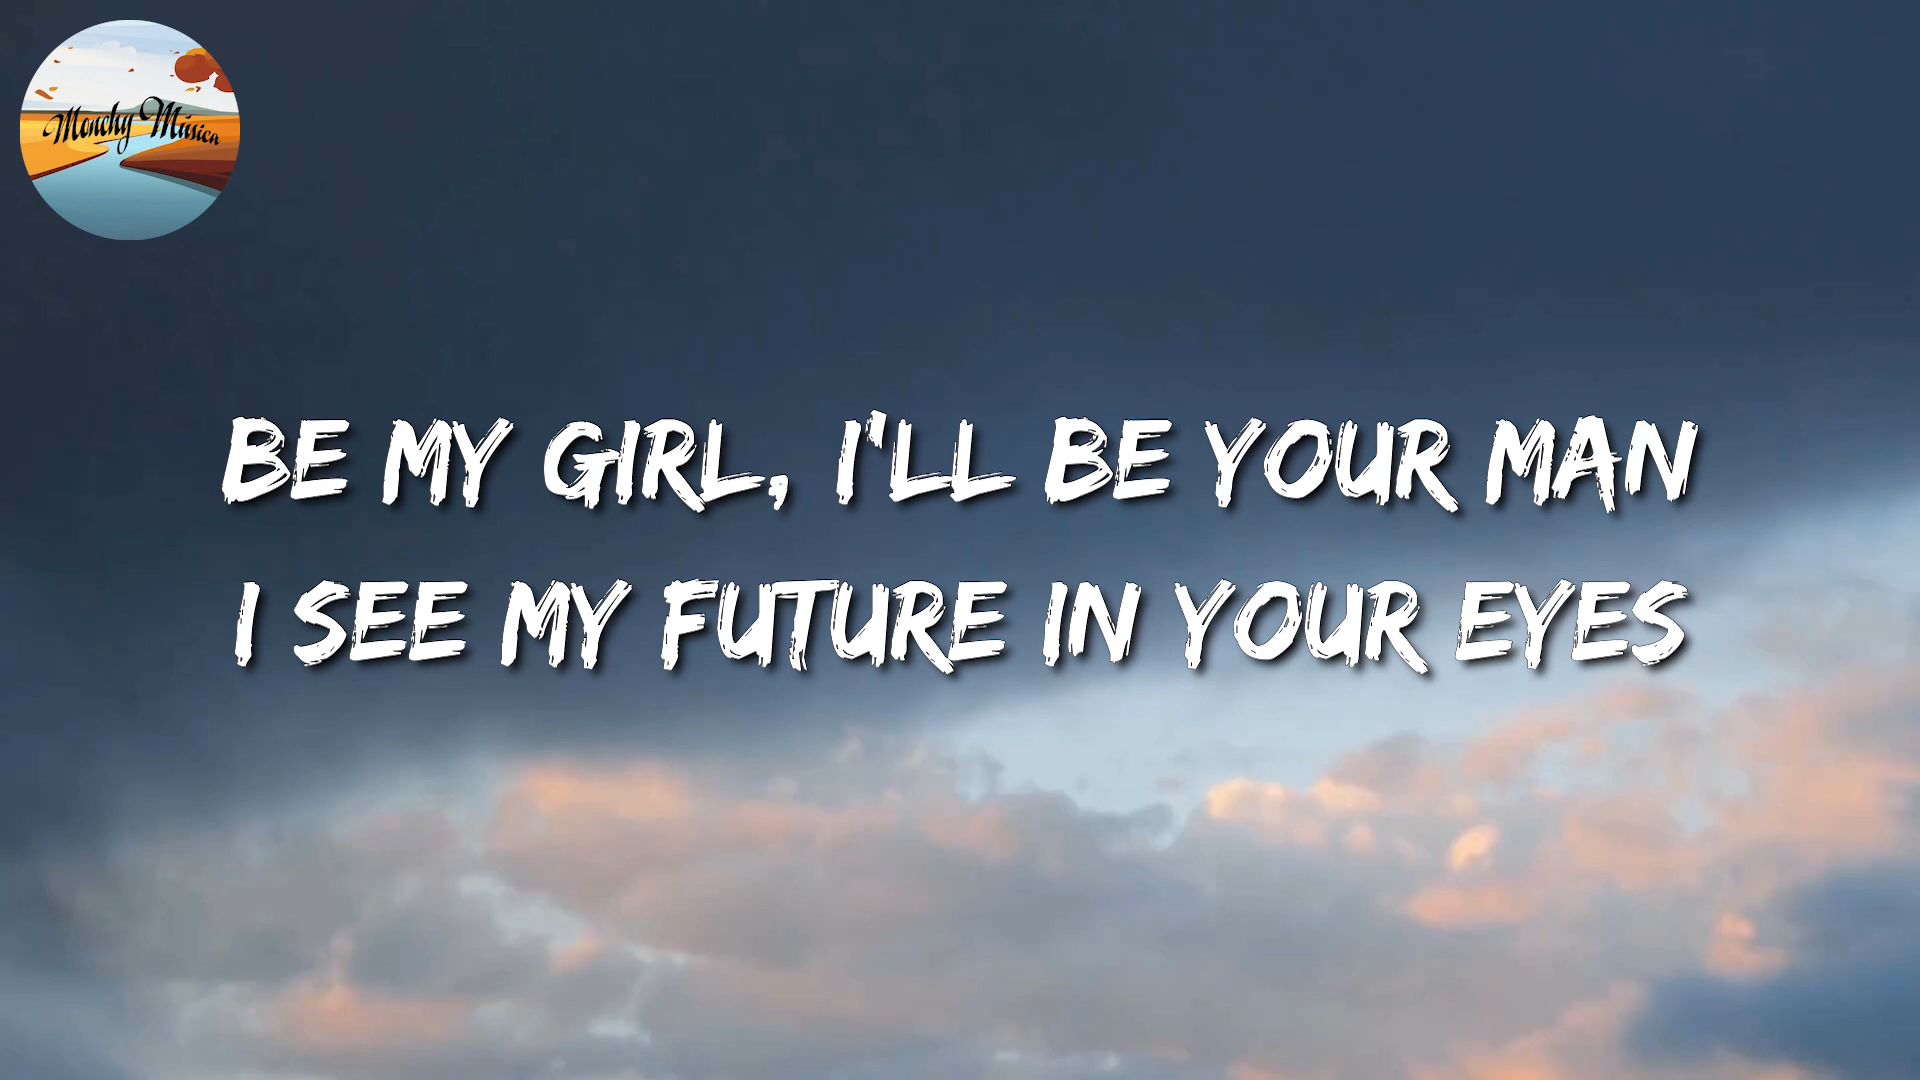 Monchy Música
BE MY GIRL, I'LL BE YOUR MAN
I SEE MY FUTURE IN YOUR EYES